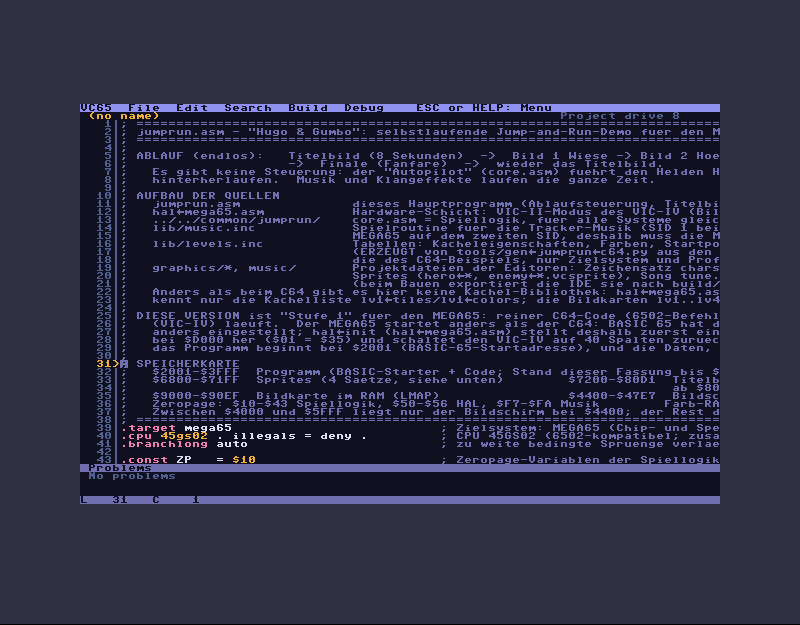 VC65  File  Edit  Search  Build  Debug    ESC or HELP: Menu
(no name)                                                  Project drive 8
1 ; =========================================================================
2 ; jumprun.asm - "Hugo & Gumbo": selbstlaufende Jump-and-Run-Demo fuer den M
3 ; =========================================================================
4 ;
5 ; ABLAUF (endlos):   Titelbild (8 Sekunden)  ->  Bild 1 Wiese -> Bild 2 Hoe
6 ;                    ->  Finale (Fanfare)  ->  wieder das Titelbild.
7 ;   Es gibt keine Steuerung: der "Autopilot" (core.asm) fuehrt den Helden H
8 ;   hinterherlaufen.  Musik und Klangeffekte laufen die ganze Zeit.
9 ;
10 ; AUFBAU DER QUELLEN
11 ;   jumprun.asm              dieses Hauptprogramm (Ablaufsteuerung, Titelbi
12 ;   hal←mega65.asm           Hardware-Schicht: VIC-II-Modus des VIC-IV (Bil
13 ;   ../../common/jumprun/    core.asm = Spiellogik, fuer alle Systeme gleic
14 ;   lib/music.inc            Spielroutine fuer die Tracker-Musik (SID 1 bei
15 ;                            MEGA65 auf dem zweiten SID, deshalb muss die M
16 ;   lib/levels.inc           Tabellen: Kacheleigenschaften, Farben, Startpo
17 ;                            (ERZEUGT von tools/gen←jumprun←c64.py aus den
18 ;                            die des C64-Beispiels, nur Zielsystem und Prof
19 ;   graphics/*, music/       Projektdateien der Editoren: Zeichensatz chars
20 ;                            Sprites (hero←*, enemy←*.vcsprite), Song tune.
21 ;                            (beim Bauen exportiert die IDE sie nach build/
22 ;   Anders als beim C64 gibt es hier keine Kachel-Bibliothek: hal←mega65.as
23 ;   kennt nur die Kachelliste lv1←tiles/lv1←colors; die Bildkarten lv1..lv4
24 ;
25 ; DIESE VERSION ist "Stufe 1" fuer den MEGA65: reiner C64-Code (6502-Befehl
26 ;   (VIC-IV) laeuft.  Der MEGA65 startet anders als der C64: BASIC 65 hat d
27 ;   anders eingestellt; hal←init (hal←mega65.asm) stellt deshalb zuerst ein
28 ;   bei $D000 her ($01 = $35) und schaltet den VIC-IV auf 40 Spalten zuruec
29 ;   das Programm beginnt bei $2001 (BASIC-65-Startadresse), und die Daten,
30 ;
31>; SPEICHERKARTE
32 ;   $2001-$3FFF   Programm (BASIC-Starter + Code; Stand dieser Fassung bis $
33 ;   $6800-$71FF   Sprites (4 Saetze, siehe unten)        $7200-$80D1   Titelb
34 ;                                                                      ab $80
35 ;   $9000-$90EF   Bildkarte im RAM (LMAP)                $4400-$47E7   Bildsc
36 ;   Zeropage: $10-$43 Spiellogik, $50-$56 HAL, $F7-$FA Musik        Farb-RA
37 ;   Zwischen $4000 und $5FFF liegt nur der Bildschirm bei $4400; der Rest d
38 ; =========================================================================
39 .target mega65                          ; Zielsystem: MEGA65 (Chip- und Spe
40 .cpu 45gs02 . illegals = deny .         ; CPU 45GS02 (6502-kompatibel; zusa
41 .branchlong auto                        ; zu weite bedingte Spruenge verlae
42
43 .const ZP   = $10                       ; Zeropage-Variablen der Spiellogik
Problems
No problems
L   31   C    1